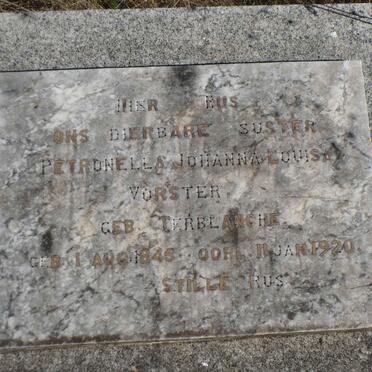 HIER RUS
ONS DIERBARE SUSTER
PETRONELLA JOHANNA LOUISA
VORSTER
GEB. TERBLANCHE
GEB. 1 AUG. 1846 OORL. 11 JAN. 1920.
STILLE RUS